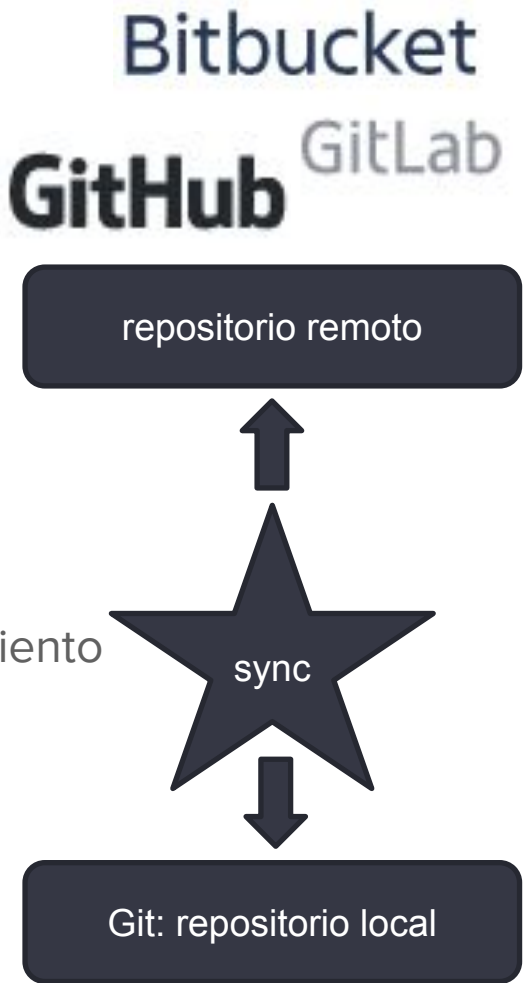 Bitbucket
GitLab
GitHub
repositorio remoto
iento
sync
Git: repositorio local